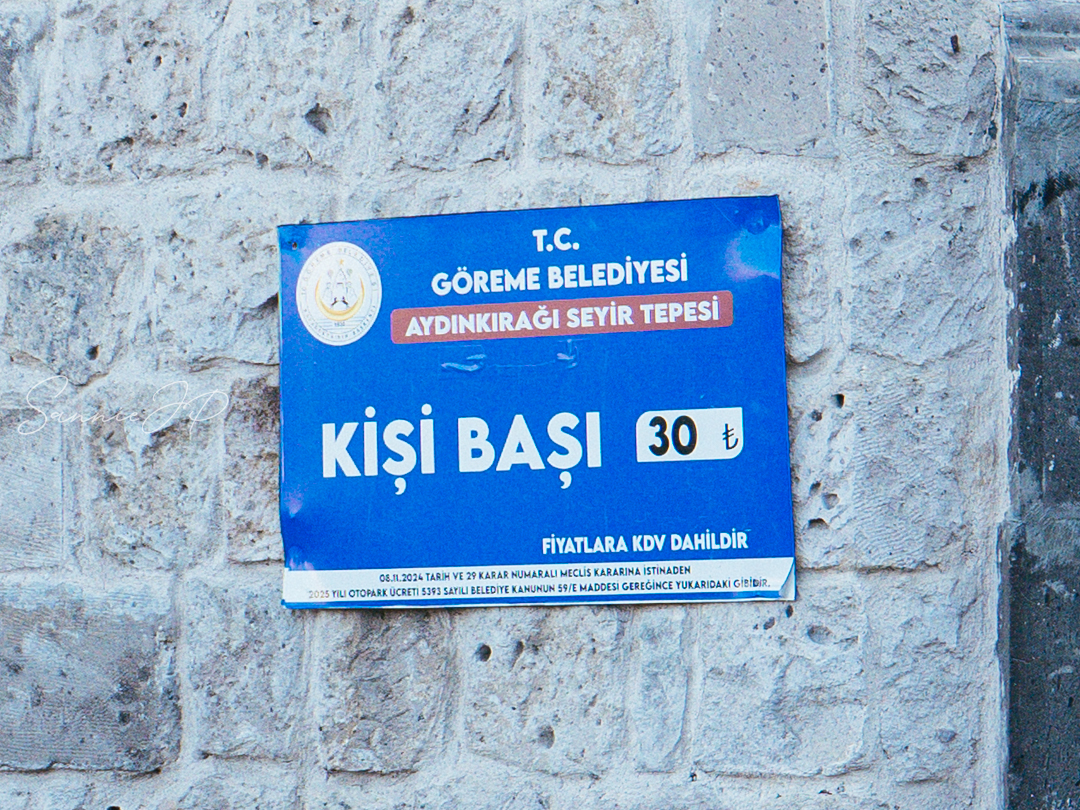 T.C.
GÖREME BELEDİYESİ
AYDINKIRAĞI SEYİR TEPESİ
KİŞİ BAŞI 30 ₺
FİYATLARA KDV DAHİLDİR
08.11.2024 TARİH VE 29 KARAR NUMARALI MECLİS KARARINA İSTİNADEN
2025 YILI OTOPARK ÜCRETİ 5393 SAYILI BELEDİYE KANUNUN 59/E MADDESİ GEREĞİNCE YUKARIDAKİ GİBİDİR.